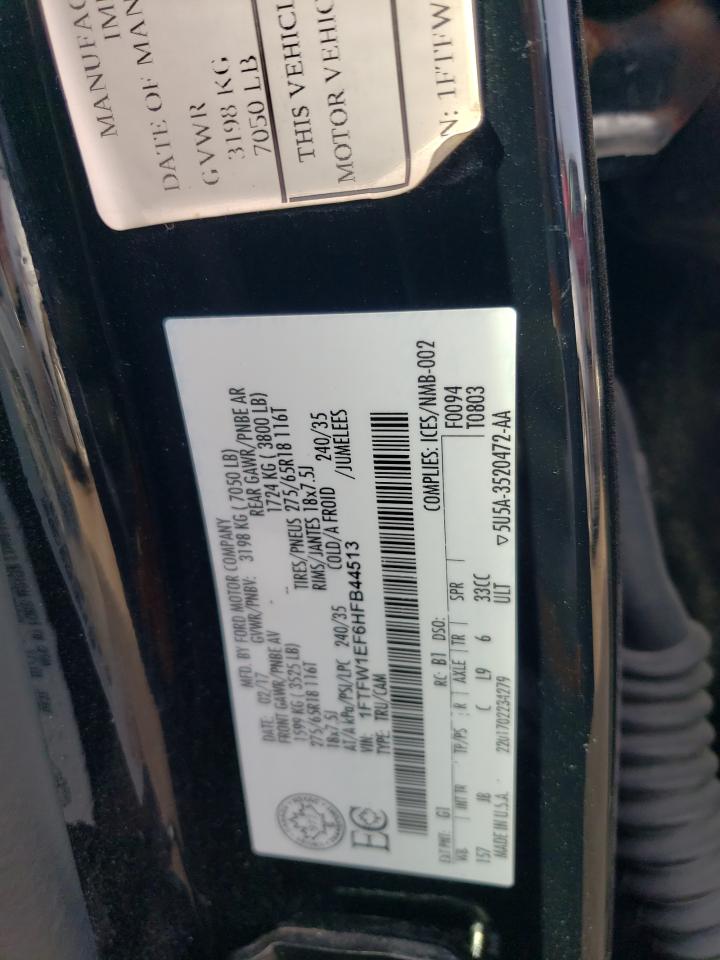 MANUFAC
IMP
DATE OF MAN
GVWR
3198 KG
7050 LB
THIS VEHICL
MOTOR VEHIC
N: 1FTFW
MFD. BY FORD MOTOR COMPANY
DATE: 02/17 GVWR/PNBV: 3198 KG ( 7050 LB)
FRONT GAWR/PNBE AV REAR GAWR/PNBE AR
1599 KG ( 3525 LB) 1724 KG ( 3800 LB)
275/65R18 116T TIRES/PNEUS 275/65R18 116T
18x7.5J RIMS/JANTES 18x7.5J
AT/A kPa/PSI/LPC 240/35 COLD/A FROID 240/35
VIN: 1FTFW1EF6HFB44513 /JUMELEES
TYPE: TRU/CAM
EC
COMPLIES: ICES/NMB-002
EXT PNT: G1 RC: B1 DSO: F0094
WB INT TR TP/PS R AXLE TR SPR T0803
157 JB C L9 6 33CC
MADE IN U.S.A. 22U1702234279 ULT ▽5U5A-3520472-AA